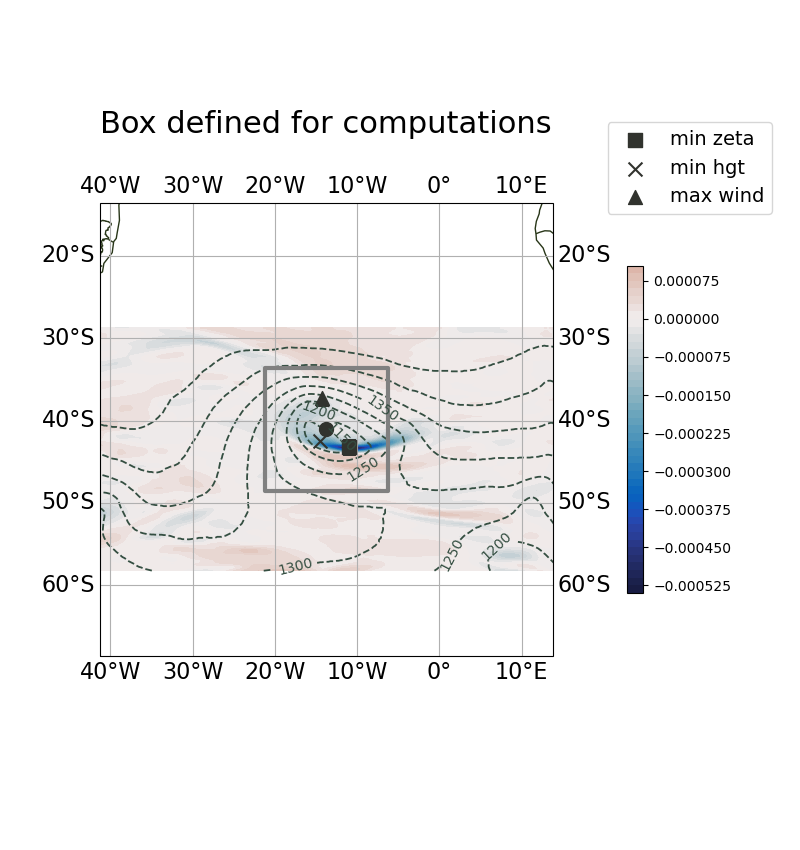 Box defined for computations
min zeta
min hgt
max wind
40°W 30°W 20°W 10°W 0° 10°E
20°S 20°S
30°S 30°S
40°S 40°S
50°S 50°S
60°S 60°S
40°W 30°W 20°W 10°W 0° 10°E
1200
1350
1250
1300
1250
1200
0.000075
0.000000
−0.000075
−0.000150
−0.000225
−0.000300
−0.000375
−0.000450
−0.000525